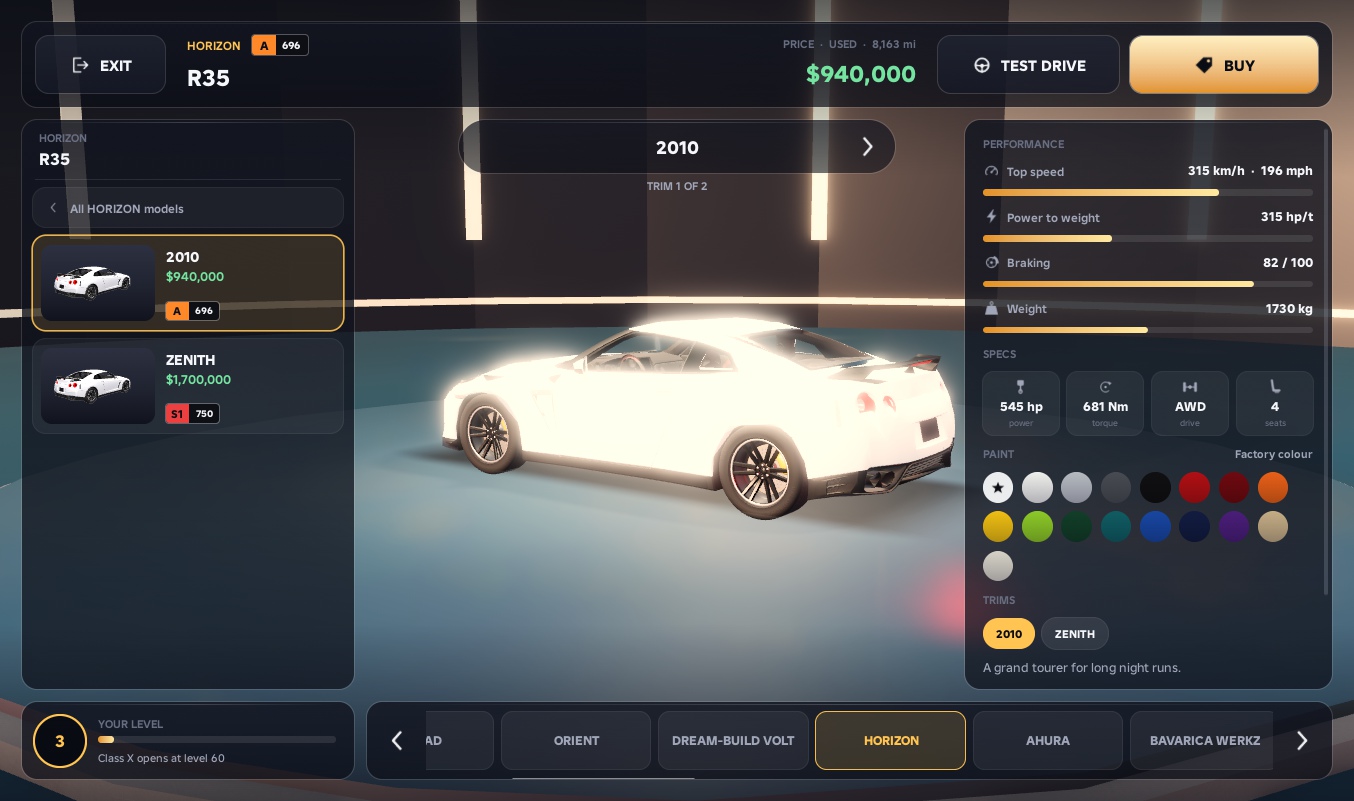 EXIT
HORIZON A 696
R35
PRICE · USED · 8,163 mi
$940,000
TEST DRIVE
BUY
HORIZON
R35
All HORIZON models
2010
$940,000
A 696
ZENITH
$1,700,000
S1 750
2010
TRIM 1 OF 2
PERFORMANCE
Top speed 315 km/h · 196 mph
Power to weight 315 hp/t
Braking 82 / 100
Weight 1730 kg
SPECS
545 hp 681 Nm AWD 4
power torque drive seats
PAINT Factory colour
TRIMS
2010 ZENITH
A grand tourer for long night runs.
3
YOUR LEVEL
Class X opens at level 60
AD ORIENT DREAM-BUILD VOLT HORIZON AHURA BAVARICA WERKZ